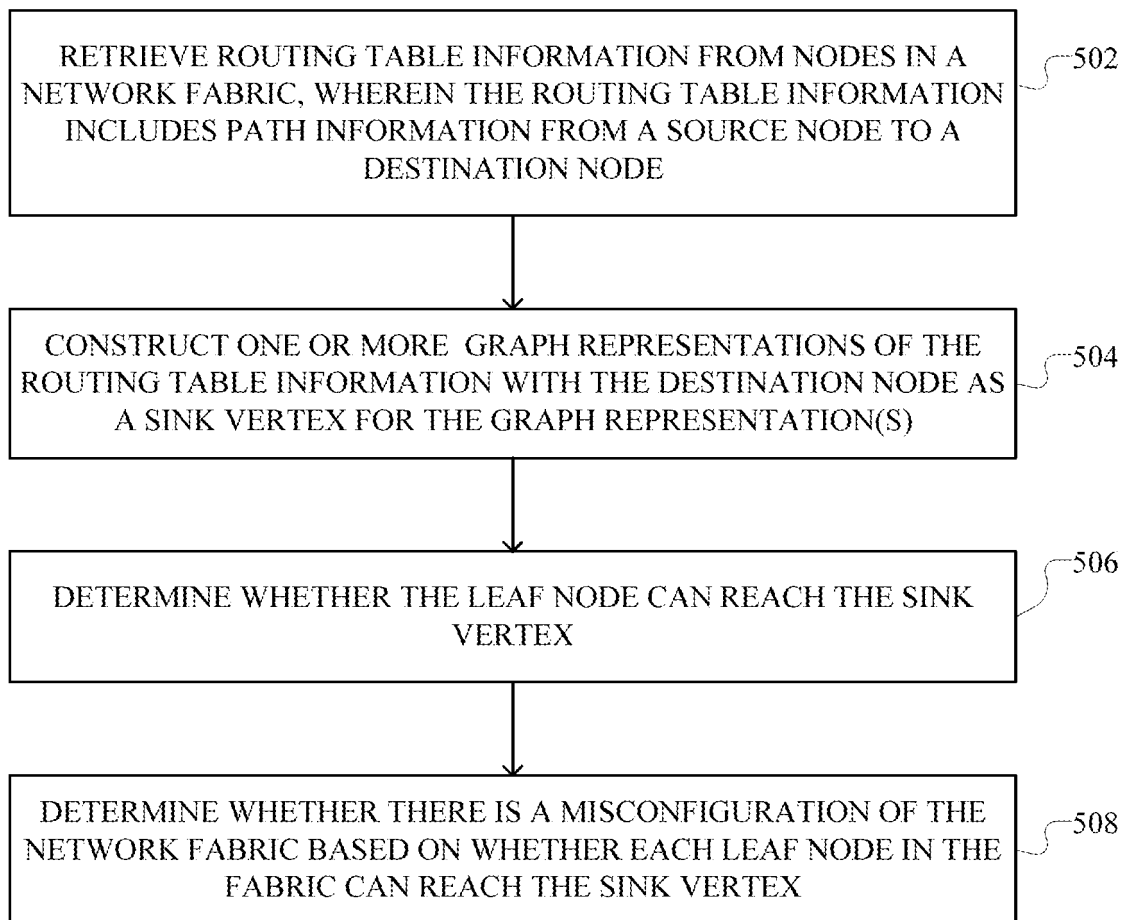 RETRIEVE ROUTING TABLE INFORMATION FROM NODES IN A
NETWORK FABRIC, WHEREIN THE ROUTING TABLE INFORMATION
INCLUDES PATH INFORMATION FROM A SOURCE NODE TO A
DESTINATION NODE
502
CONSTRUCT ONE OR MORE GRAPH REPRESENTATIONS OF THE
ROUTING TABLE INFORMATION WITH THE DESTINATION NODE AS
A SINK VERTEX FOR THE GRAPH REPRESENTATION(S)
504
DETERMINE WHETHER THE LEAF NODE CAN REACH THE SINK
VERTEX
506
DETERMINE WHETHER THERE IS A MISCONFIGURATION OF THE
NETWORK FABRIC BASED ON WHETHER EACH LEAF NODE IN THE
FABRIC CAN REACH THE SINK VERTEX
508